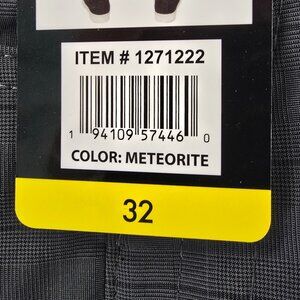 ITEM # 1271222
1 94109 57446 0
COLOR: METEORITE
32